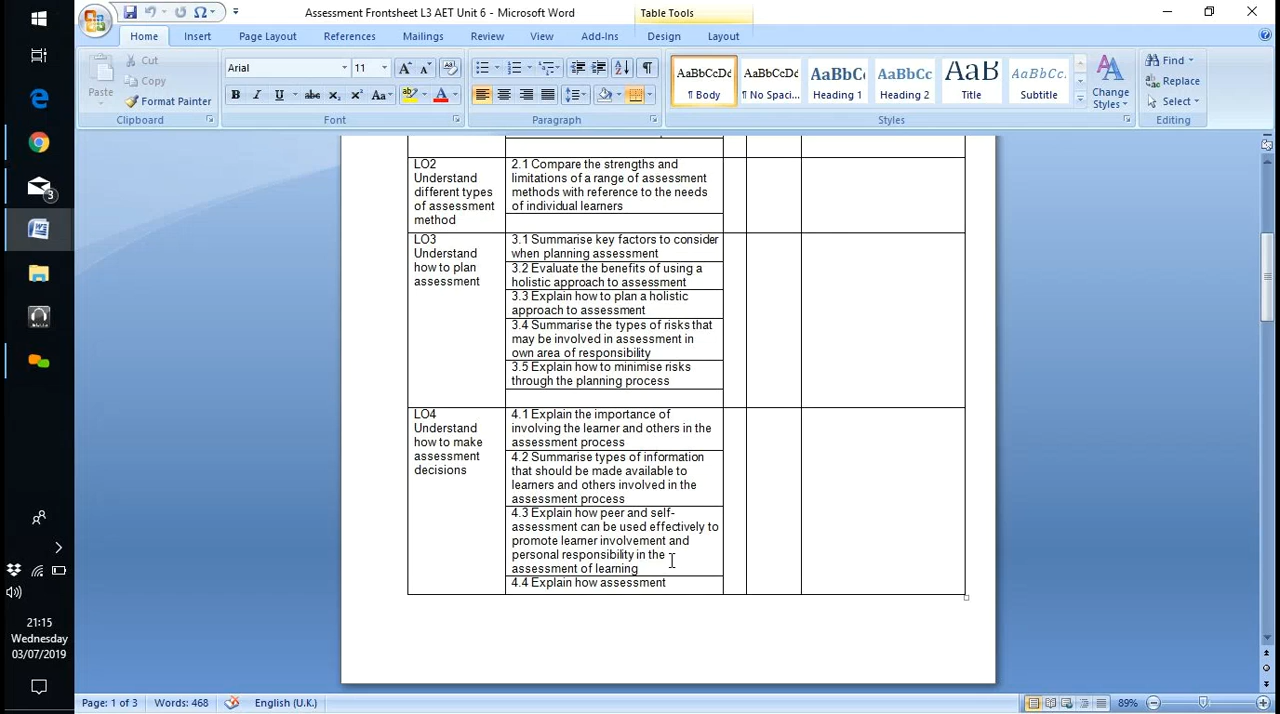 Assessment Frontsheet L3 AET Unit 6 - Microsoft Word
Table Tools
Home Insert Page Layout References Mailings Review View Add-Ins Design Layout
Paste
Cut
Copy
Format Painter
Clipboard
Arial 11
Font
Paragraph
AaBbCcDd AaBbCcDd AaBbC AaBbCc AaB AaBbCc.
¶ Body ¶ No Spaci... Heading 1 Heading 2 Title Subtitle
Change
Styles
Styles
Find
Replace
Select
Editing
LO2
Understand
different types
of assessment
method
2.1 Compare the strengths and
limitations of a range of assessment
methods with reference to the needs
of individual learners
LO3
Understand
how to plan
assessment
3.1 Summarise key factors to consider
when planning assessment
3.2 Evaluate the benefits of using a
holistic approach to assessment
3.3 Explain how to plan a holistic
approach to assessment
3.4 Summarise the types of risks that
may be involved in assessment in
own area of responsibility
3.5 Explain how to minimise risks
through the planning process
LO4
Understand
how to make
assessment
decisions
4.1 Explain the importance of
involving the learner and others in the
assessment process
4.2 Summarise types of information
that should be made available to
learners and others involved in the
assessment process
4.3 Explain how peer and self-
assessment can be used effectively to
promote learner involvement and
personal responsibility in the
assessment of learning
4.4 Explain how assessment
3
21:15
Wednesday
03/07/2019
Page: 1 of 3 Words: 468 English (U.K.) 89%